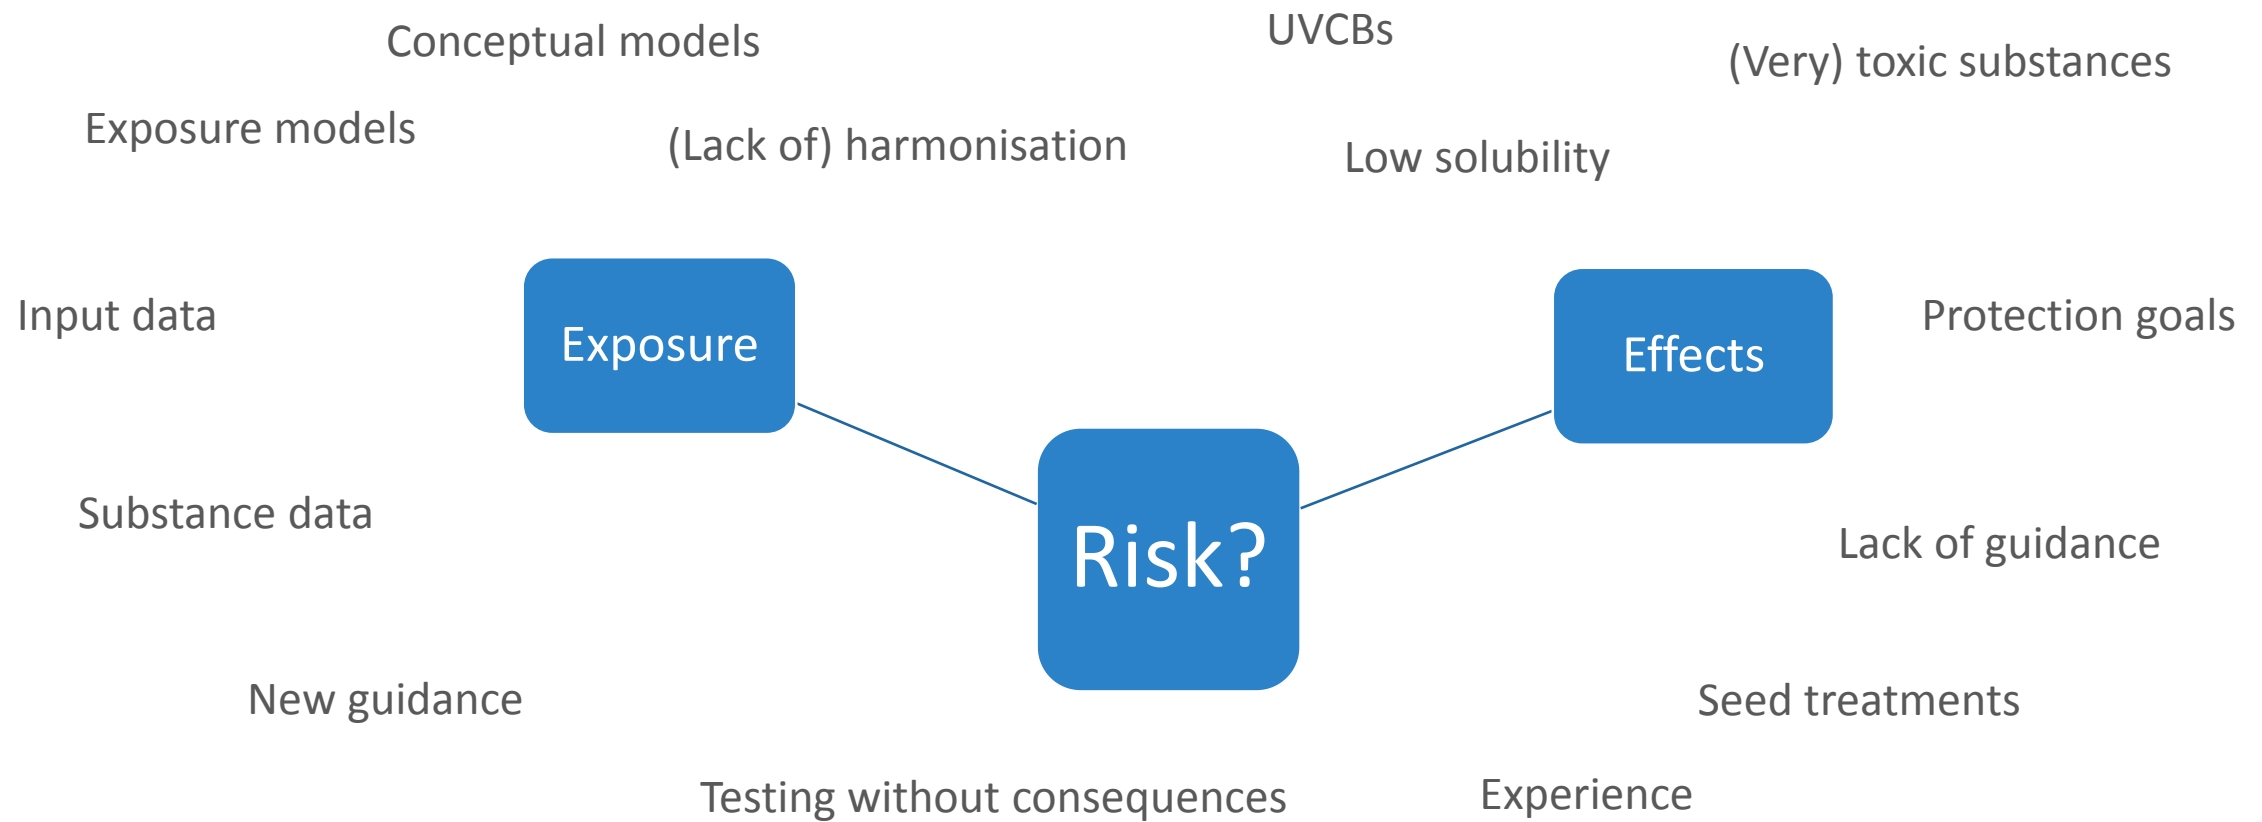 UVCBs
Conceptual models
(Very) toxic substances
Exposure models
(Lack of) harmonisation
Low solubility
Input data
Exposure
Effects
Protection goals
Substance data
Risk?
Lack of guidance
New guidance
Seed treatments
Testing without consequences
Experience